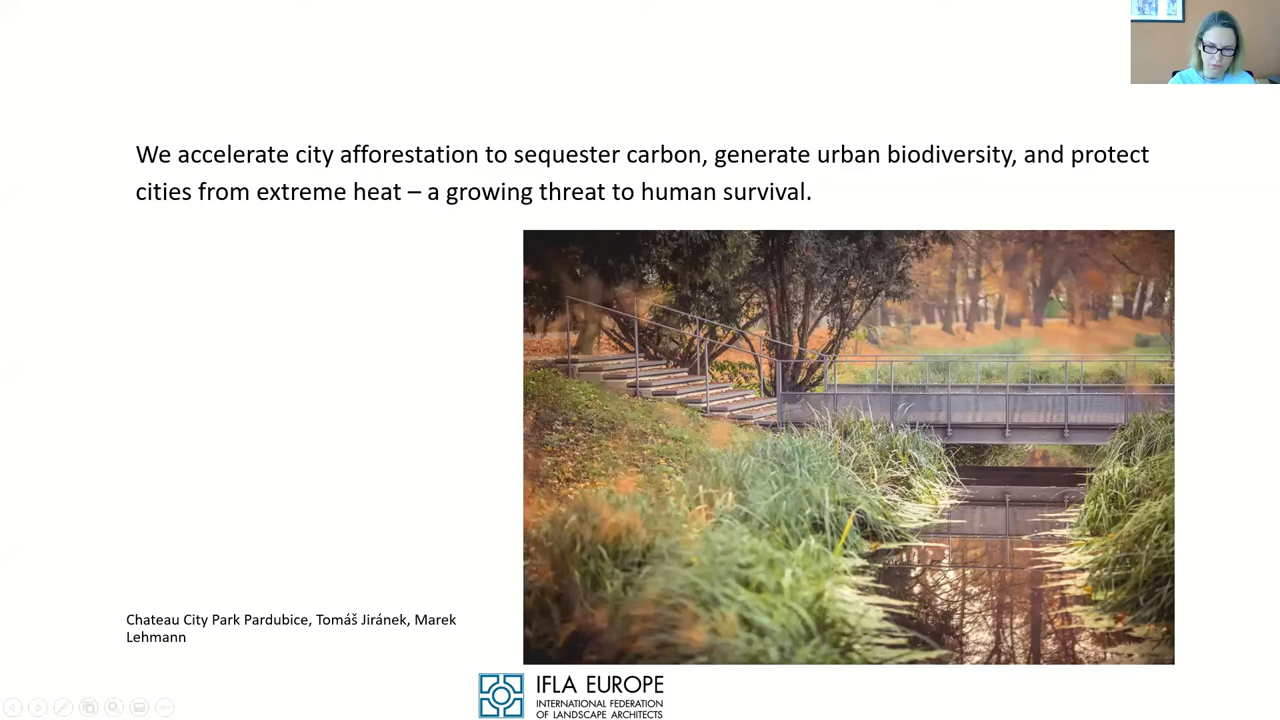 We accelerate city afforestation to sequester carbon, generate urban biodiversity, and protect
cities from extreme heat – a growing threat to human survival.
Chateau City Park Pardubice, Tomáš Jiránek, Marek
Lehmann
IFLA EUROPE
INTERNATIONAL FEDERATION
OF LANDSCAPE ARCHITECTS